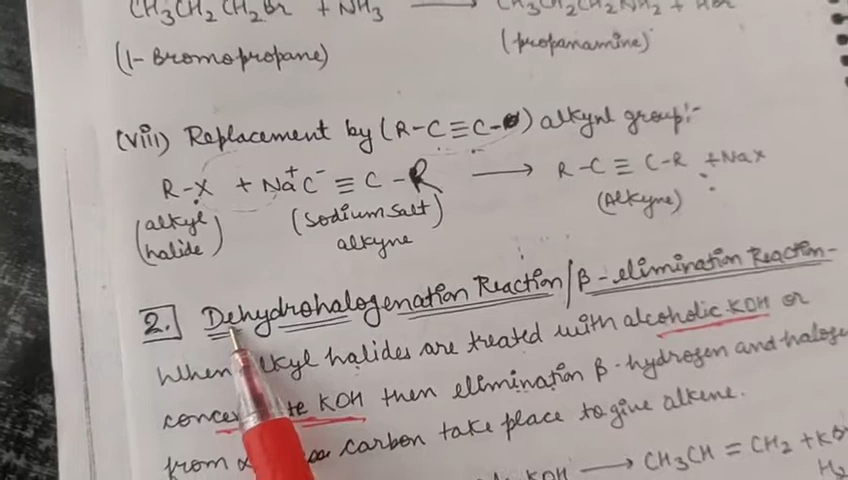 CH3CH2CH2Br + NH3 ⟶ CH3CH2CH2NH2 + HBr
(1-Bromopropane) (propanamine)
(viii) Replacement by (R-C≡C-) alkynl group:-
R-X + Na⁺C⁻ ≡ C-R ⟶ R-C ≡ C-R + NaX
(alkyl halide) (Sodium salt) alkyne (Alkyne)
2. Dehydrohalogenation Reaction/β-elimination Reaction-
When alkyl halides are treated with alcoholic KOH or
KOH then elimination β-hydrogen and haloge
from carbon take place to give alkene.
KOH ⟶ CH3CH = CH2 +
H2